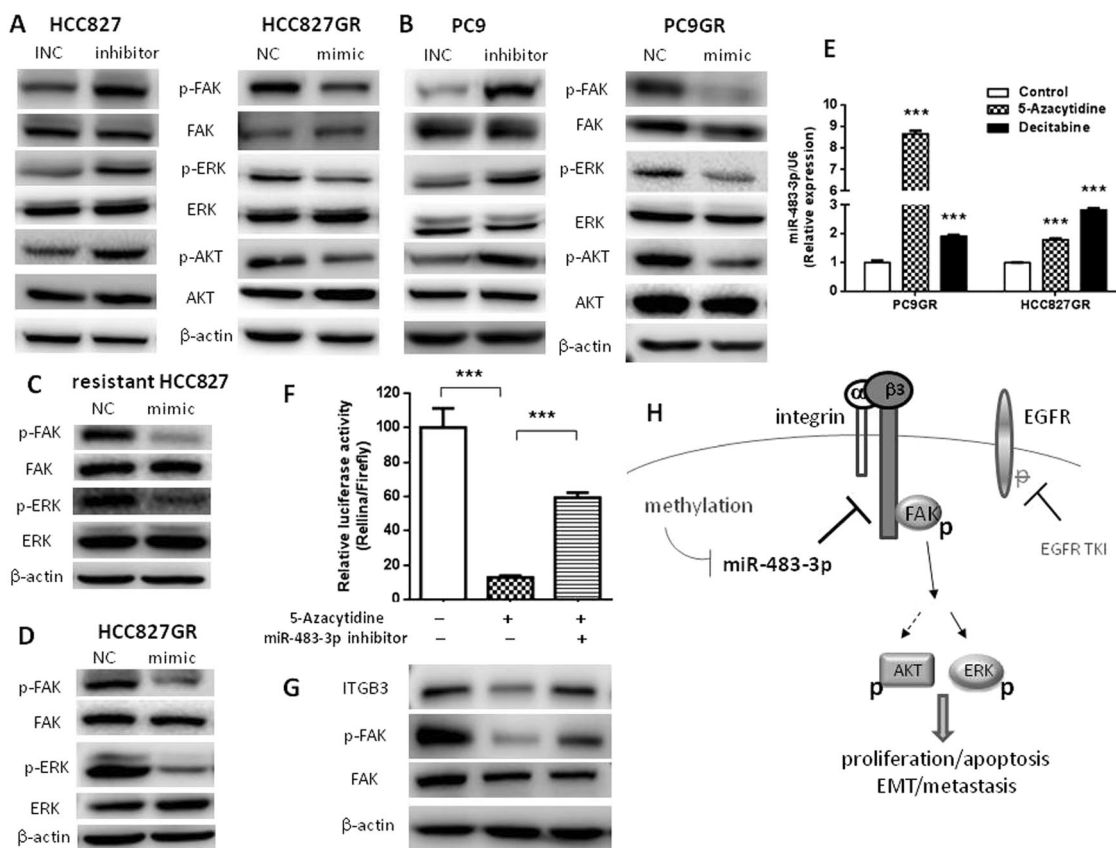 A
HCC827
INC inhibitor
HCC827GR
NC mimic
p-FAK
FAK
p-ERK
ERK
p-AKT
AKT
β-actin
B
PC9
INC inhibitor
PC9GR
NC mimic
p-FAK
FAK
p-ERK
ERK
p-AKT
AKT
β-actin
C
resistant HCC827
NC mimic
p-FAK
FAK
p-ERK
ERK
β-actin
D
HCC827GR
NC mimic
p-FAK
FAK
p-ERK
ERK
β-actin
E
Control
5-Azacytidine
Decitabine
miR-483-3p/U6
(Relative expression)
10
9
8
7
6
5
3
2
1
0
***
***
***
***
PC9GR HCC827GR
F
Relative luciferase activity
(Rellina/Firefly)
120
100
80
60
40
20
0
***
***
5-Azacytidine − + +
miR-483-3p inhibitor − − +
G
ITGB3
p-FAK
FAK
β-actin
H
α β3
integrin
EGFR
p
methylation
FAK
p
miR-483-3p
EGFR TKI
AKT ERK
p p
proliferation/apoptosis
EMT/metastasis